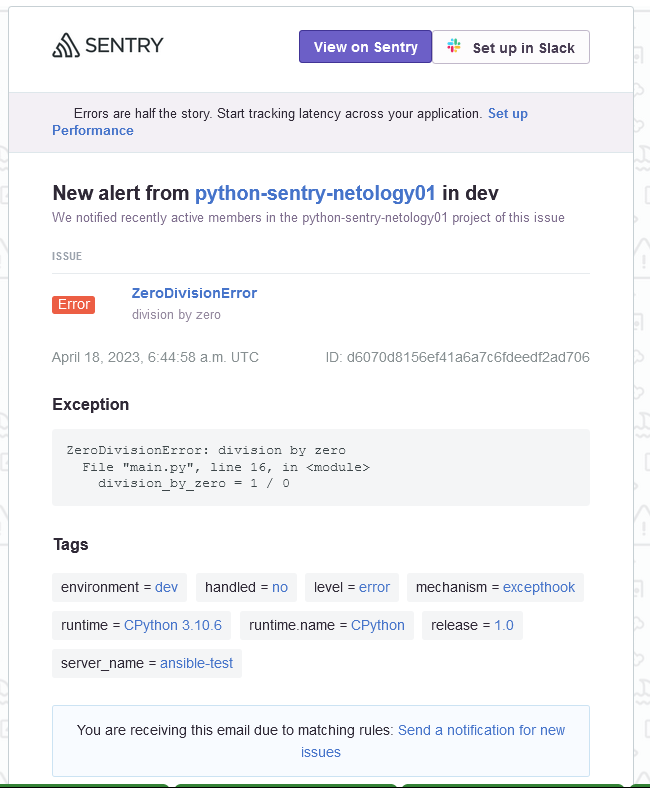 SENTRY
View on Sentry
Set up in Slack
Errors are half the story. Start tracking latency across your application. Set up
Performance
New alert from python-sentry-netology01 in dev
We notified recently active members in the python-sentry-netology01 project of this issue
ISSUE
Error
ZeroDivisionError
division by zero
April 18, 2023, 6:44:58 a.m. UTC
ID: d6070d8156ef41a6a7c6fdeedf2ad706
Exception
ZeroDivisionError: division by zero
  File "main.py", line 16, in <module>
    division_by_zero = 1 / 0
Tags
environment = dev handled = no level = error mechanism = excepthook
runtime = CPython 3.10.6 runtime.name = CPython release = 1.0
server_name = ansible-test
You are receiving this email due to matching rules: Send a notification for new
issues